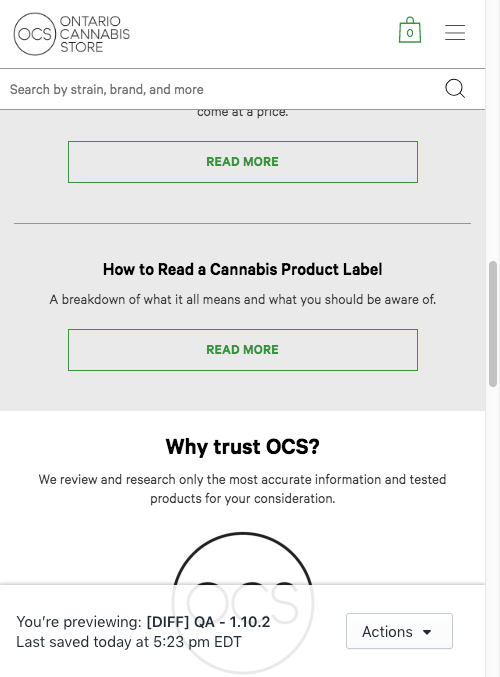 OCS
ONTARIO
CANNABIS
STORE
0
Search by strain, brand, and more
come at a price.
READ MORE
How to Read a Cannabis Product Label
A breakdown of what it all means and what you should be aware of.
READ MORE
Why trust OCS?
We review and research only the most accurate information and tested
products for your consideration.
OCS
You're previewing: [DIFF] QA - 1.10.2
Last saved today at 5:23 pm EDT
Actions